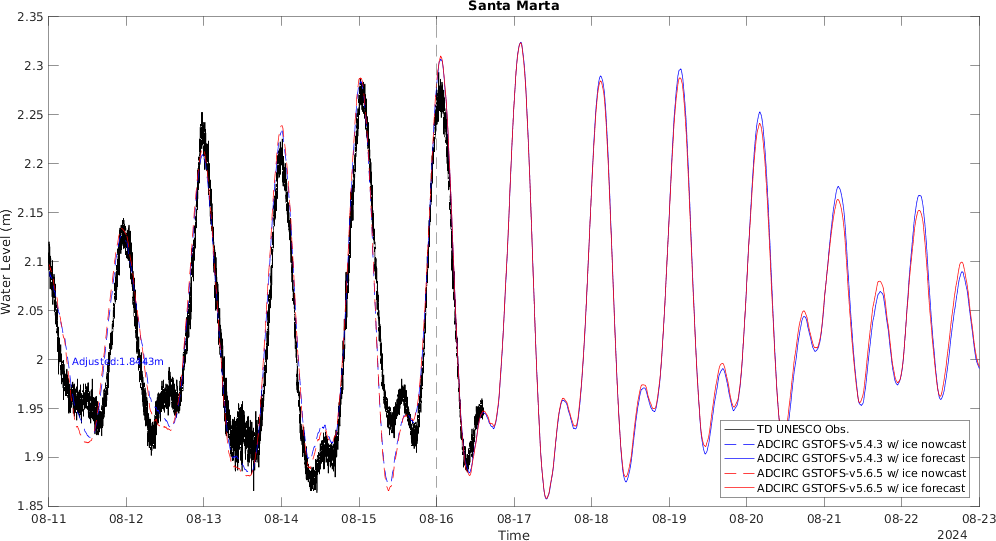 Santa Marta
2.35
2.3
2.25
2.2
2.15
2.1
2.05
2
1.95
1.9
1.85
Water Level (m)
Adjusted:1.8443m
TD UNESCO Obs.
ADCIRC GSTOFS-v5.4.3 w/ ice nowcast
ADCIRC GSTOFS-v5.4.3 w/ ice forecast
ADCIRC GSTOFS-v5.6.5 w/ ice nowcast
ADCIRC GSTOFS-v5.6.5 w/ ice forecast
08-11 08-12 08-13 08-14 08-15 08-16 08-17 08-18 08-19 08-20 08-21 08-22 08-23
Time
2024